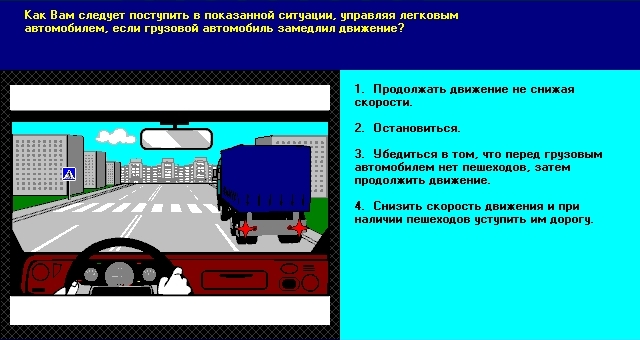 Как Вам следует поступить в показанной ситуации, управляя легковым
автомобилем, если грузовой автомобиль замедлил движение?
1. Продолжать движение не снижая
скорости.
2. Остановиться.
3. Убедиться в том, что перед грузовым
автомобилем нет пешеходов, затем
продолжить движение.
4. Снизить скорость движения и при
наличии пешеходов уступить им дорогу.